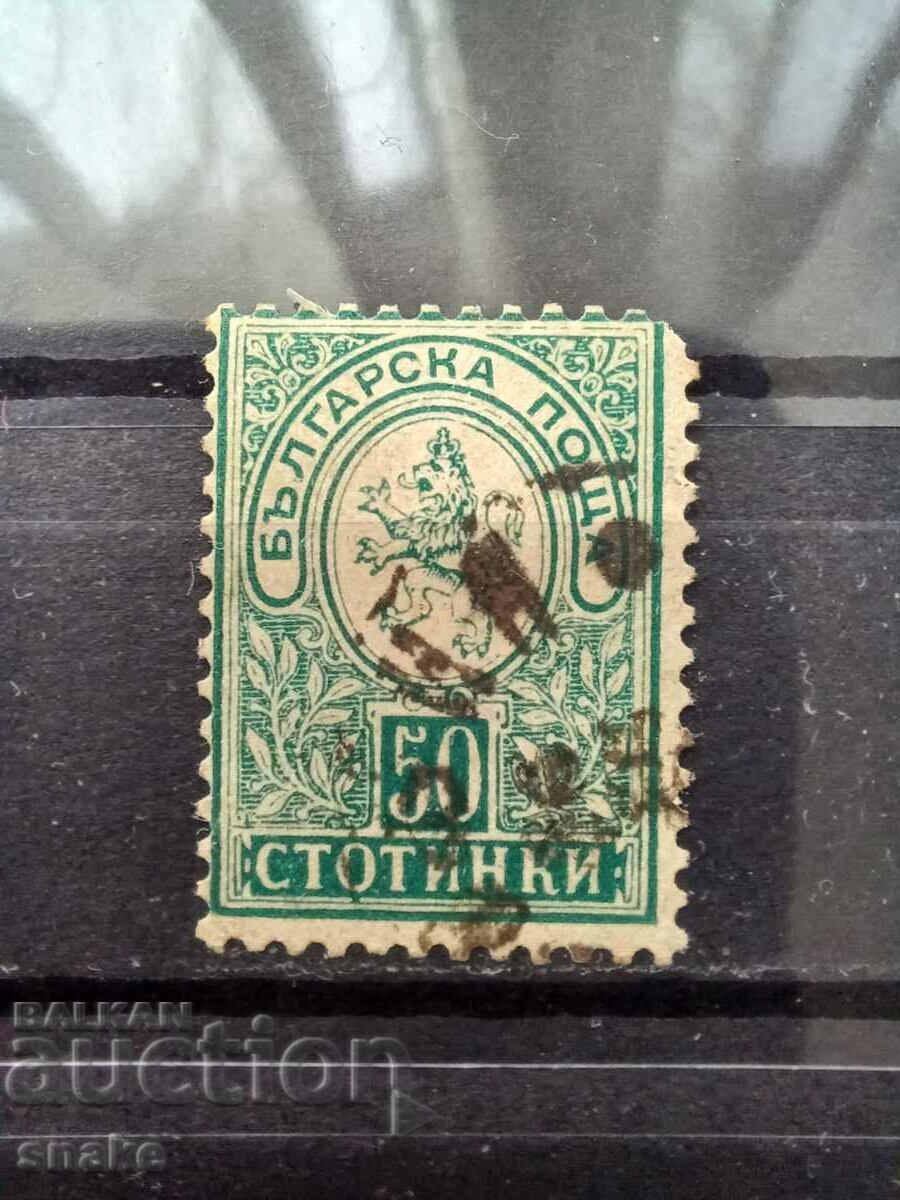 БЪЛГАРСКА ПОЩА
50
СТОТИНКИ
BALKAN
auction
snake